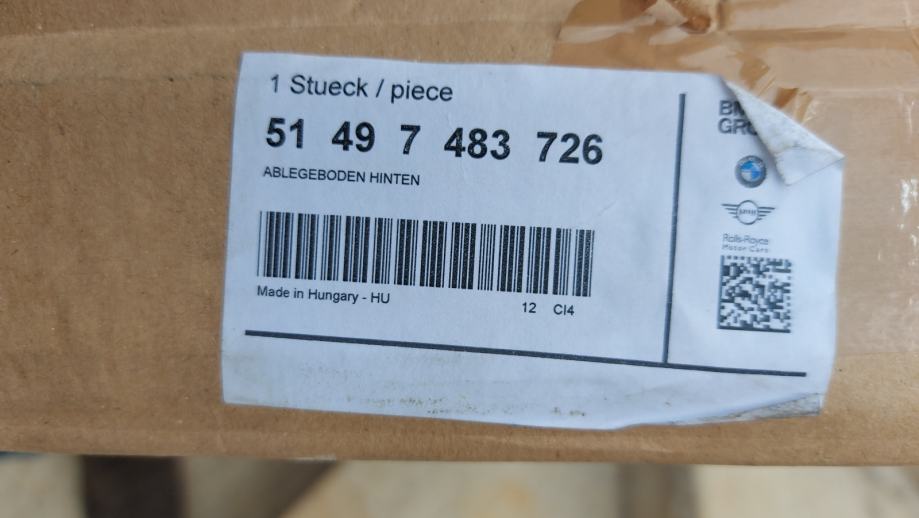 1 Stueck / piece
51 49 7 483 726
ABLEGEBODEN HINTEN
Made in Hungary - HU
12 CI4
Rolls-Royce
Motor Cars